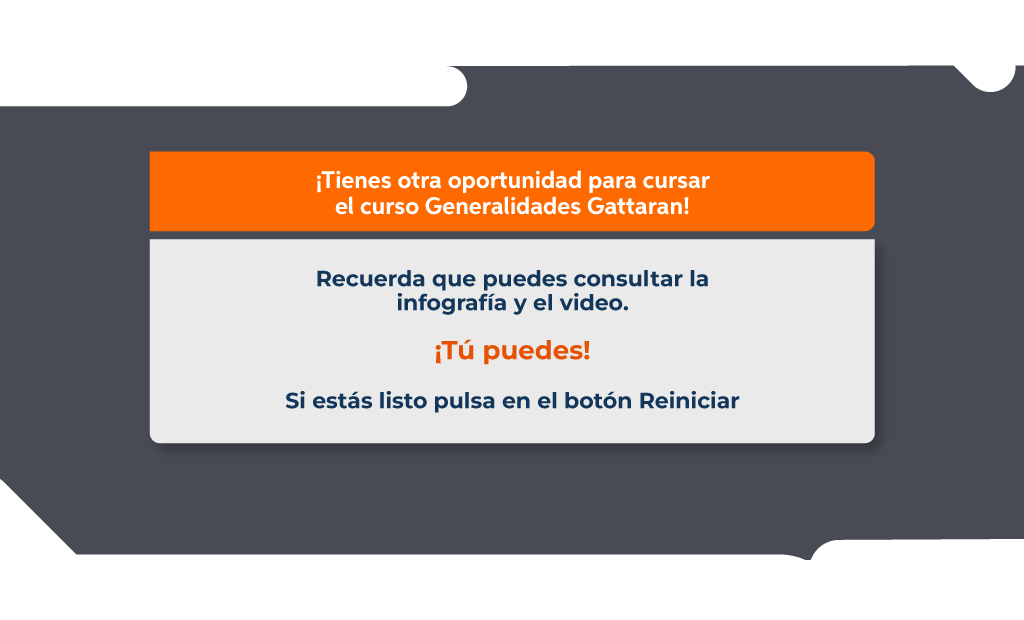 ¡Tienes otra oportunidad para cursar
el curso Generalidades Gattaran!
Recuerda que puedes consultar la
infografía y el video.
¡Tú puedes!
Si estás listo pulsa en el botón Reiniciar